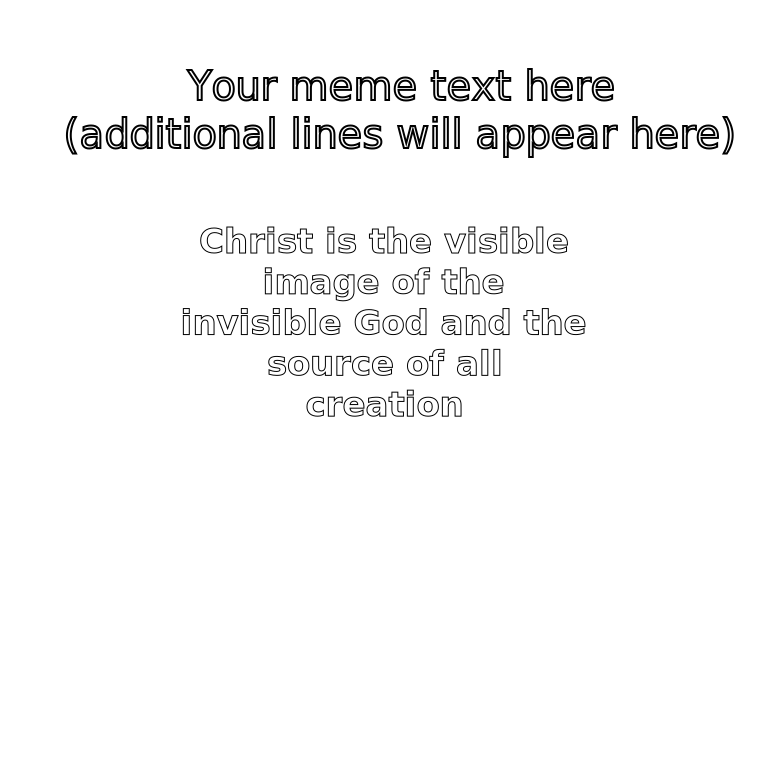 Your meme text here
(additional lines will appear here)
Christ is the visible
image of the
invisible God and the
source of all
creation